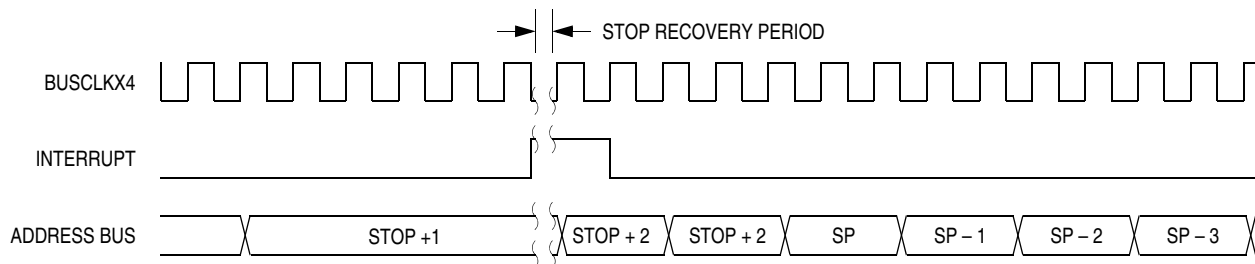 STOP RECOVERY PERIOD
BUSCLKX4
INTERRUPT
ADDRESS BUS STOP +1 STOP + 2 STOP + 2 SP SP – 1 SP – 2 SP – 3